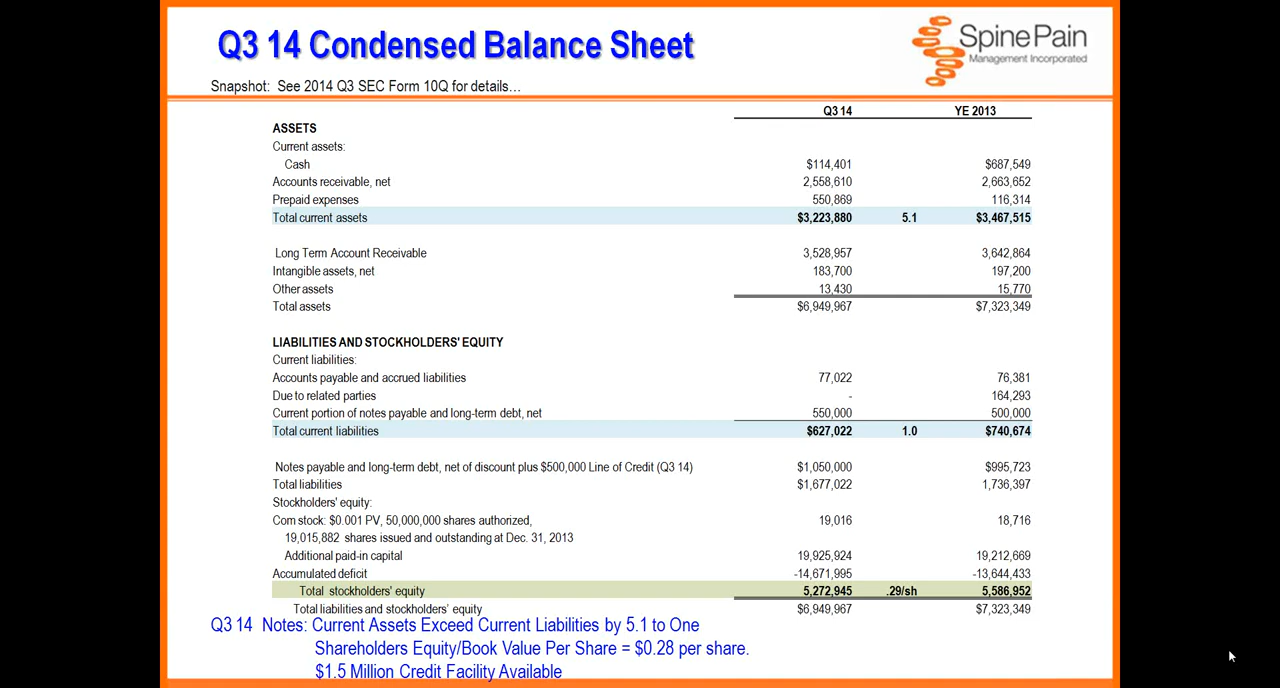 Q3 14 Condensed Balance Sheet
SpinePain
Management Incorporated
Snapshot: See 2014 Q3 SEC Form 10Q for details…
Q3 14 YE 2013
ASSETS
Current assets:
Cash $114,401 $687,549
Accounts receivable, net 2,558,610 2,663,652
Prepaid expenses 550,869 116,314
Total current assets $3,223,880 5.1 $3,467,515
Long Term Account Receivable 3,528,957 3,642,864
Intangible assets, net 183,700 197,200
Other assets 13,430 15,770
Total assets $6,949,967 $7,323,349
LIABILITIES AND STOCKHOLDERS' EQUITY
Current liabilities:
Accounts payable and accrued liabilities 77,022 76,381
Due to related parties - 164,293
Current portion of notes payable and long-term debt, net 550,000 500,000
Total current liabilities $627,022 1.0 $740,674
Notes payable and long-term debt, net of discount plus $500,000 Line of Credit (Q3 14) $1,050,000 $995,723
Total liabilities $1,677,022 1,736,397
Stockholders' equity:
Com stock: $0.001 PV, 50,000,000 shares authorized, 19,016 18,716
19,015,882 shares issued and outstanding at Dec. 31, 2013
Additional paid-in capital 19,925,924 19,212,669
Accumulated deficit -14,671,995 -13,644,433
Total stockholders' equity 5,272,945 .29/sh 5,586,952
Total liabilities and stockholders' equity $6,949,967 $7,323,349
Q3 14 Notes: Current Assets Exceed Current Liabilities by 5.1 to One
Shareholders Equity/Book Value Per Share = $0.28 per share.
$1.5 Million Credit Facility Available